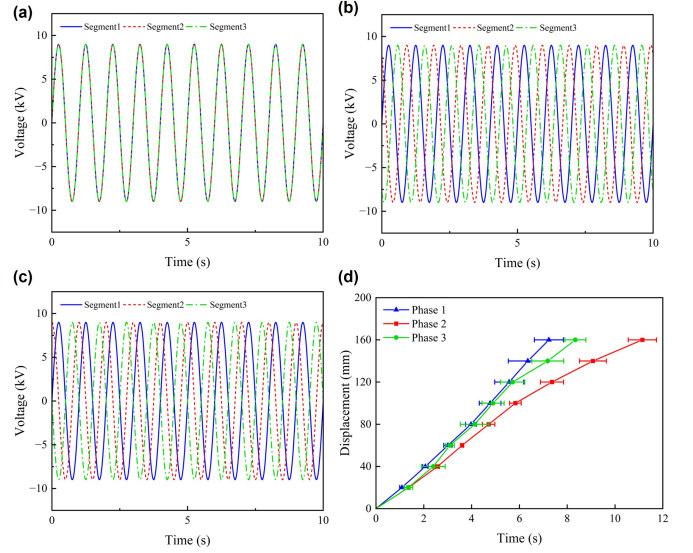 (a)
Segment1 Segment2 Segment3
Voltage (kV)
10
5
0
−5
−10
0 5 10
Time (s)
(b)
Segment1 Segment2 Segment3
Voltage (kV)
10
5
0
−5
−10
0 5 10
Time (s)
(c)
Segment1 Segment2 Segment3
Voltage (kV)
10
5
0
−5
−10
0 5 10
Time (s)
(d)
Phase 1
Phase 2
Phase 3
Displacement (mm)
200
160
120
80
40
0
0 2 4 6 8 10 12
Time (s)